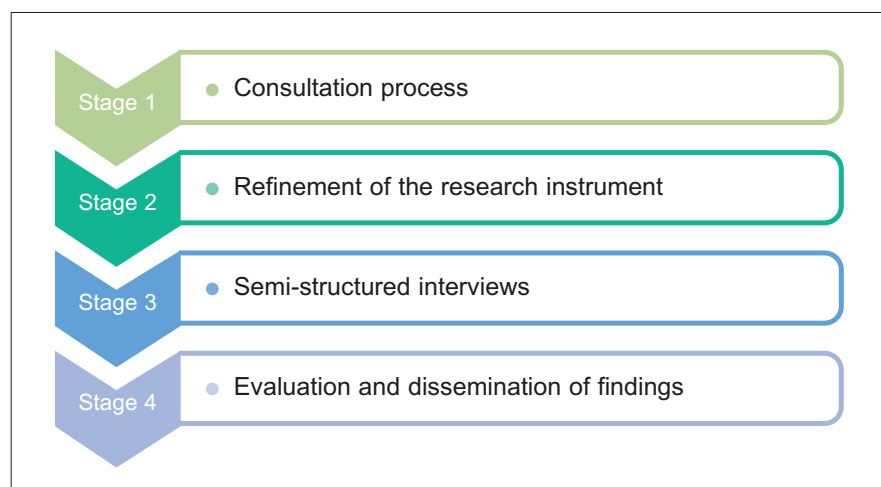 Stage 1
Consultation process
Stage 2
Refinement of the research instrument
Stage 3
Semi-structured interviews
Stage 4
Evaluation and dissemination of findings